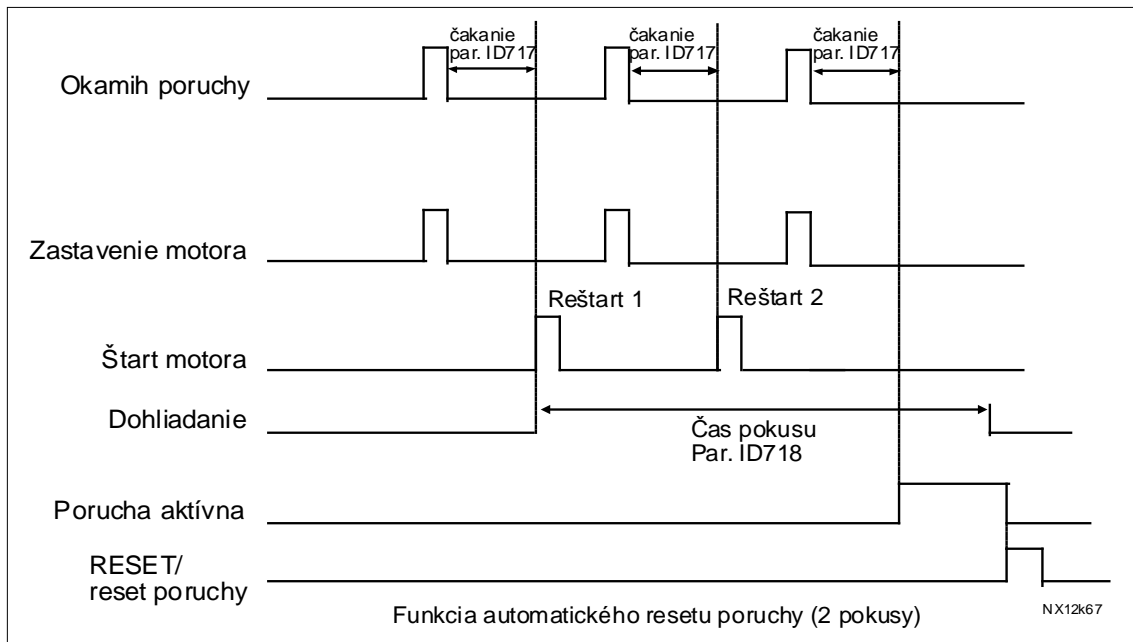 čakanie
par. ID717
čakanie
par. ID717
čakanie
par. ID717
Okamih poruchy
Zastavenie motora
Reštart 1
Reštart 2
Štart motora
Dohliadanie
Čas pokusu
Par. ID718
Porucha aktívna
RESET/
reset poruchy
Funkcia automatického resetu poruchy (2 pokusy)
NX12k67